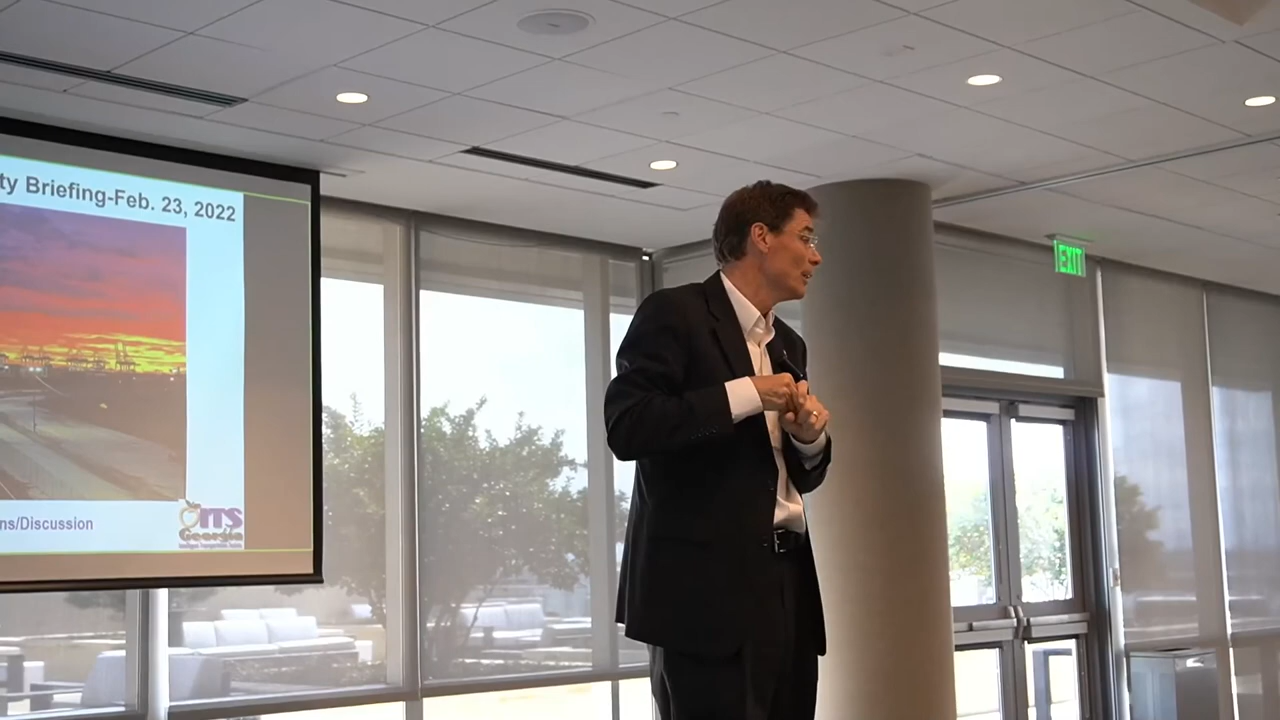 ty Briefing-Feb. 23, 2022
EXIT
ns/Discussion
ITS
Georgia